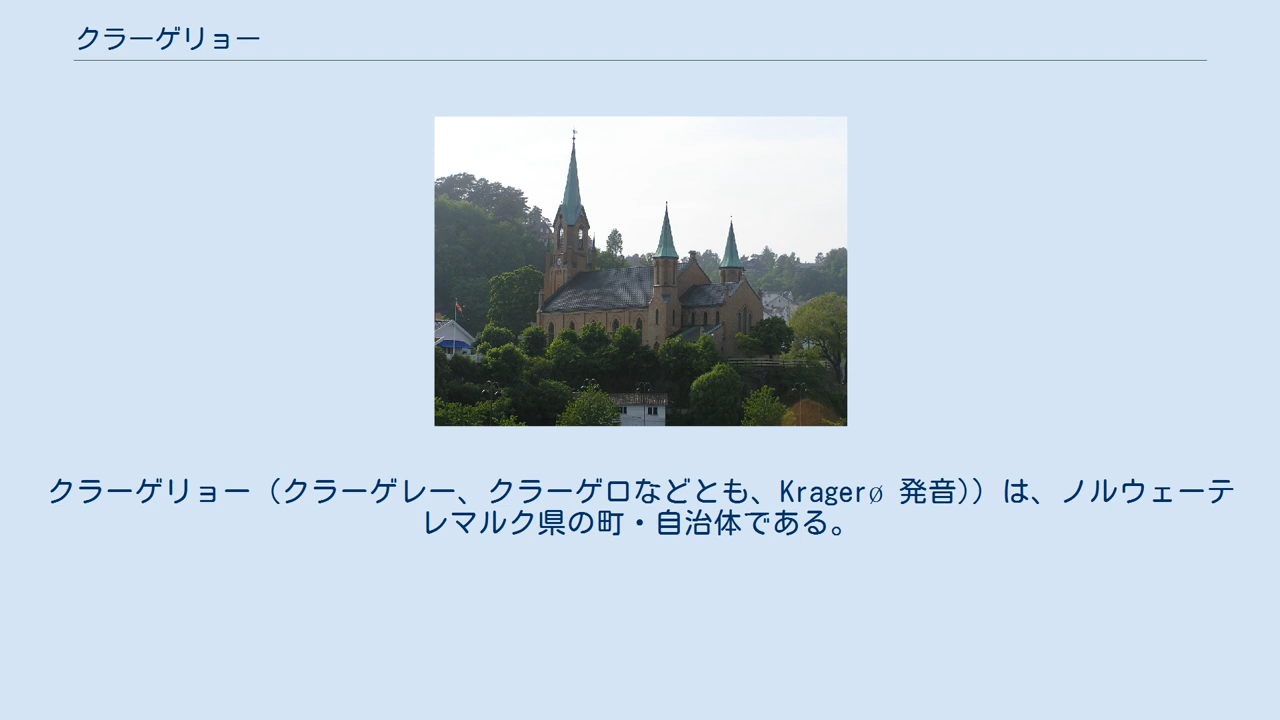 クラーゲリョー
クラーゲリョー（クラーゲレー、クラーゲロなどとも、Kragerø 発音)）は、ノルウェーテ
レマルク県の町・自治体である。